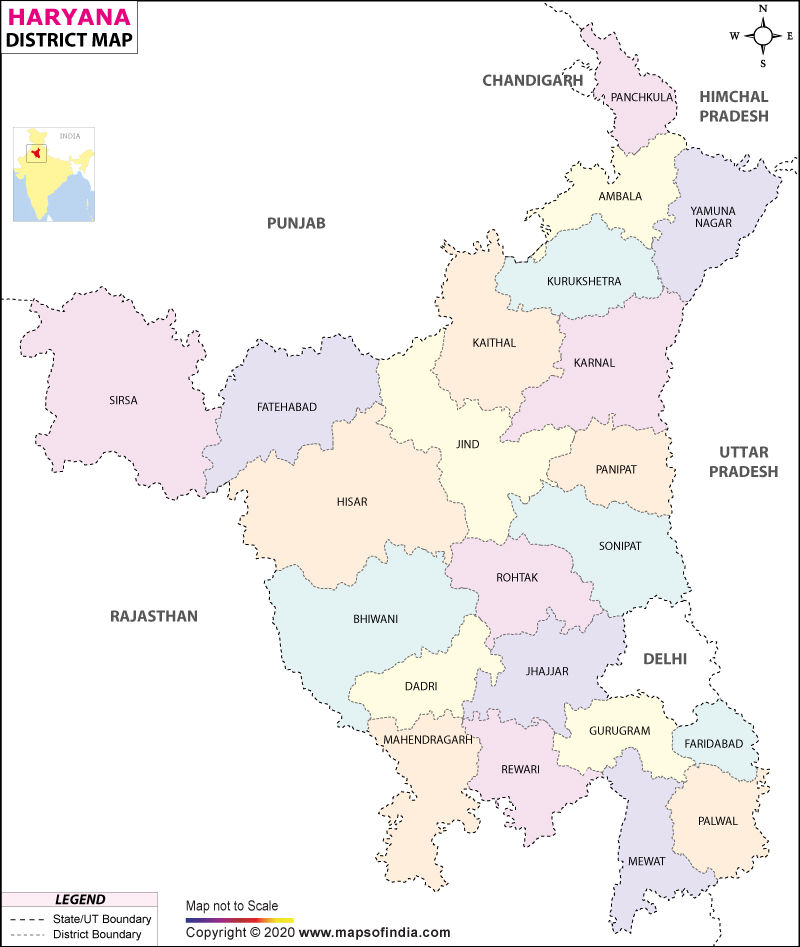 HARYANA
DISTRICT MAP
N
W
E
S
INDIA
CHANDIGARH
PANCHKULA
HIMCHAL
PRADESH
AMBALA
YAMUNA
NAGAR
PUNJAB
KURUKSHETRA
KAITHAL
KARNAL
SIRSA
FATEHABAD
JIND
UTTAR
PRADESH
PANIPAT
HISAR
SONIPAT
ROHTAK
RAJASTHAN
BHIWANI
DELHI
JHAJJAR
DADRI
GURUGRAM
MAHENDRAGARH
FARIDABAD
REWARI
PALWAL
MEWAT
LEGEND
State/UT Boundary
District Boundary
Map not to Scale
Copyright © 2020 www.mapsofindia.com